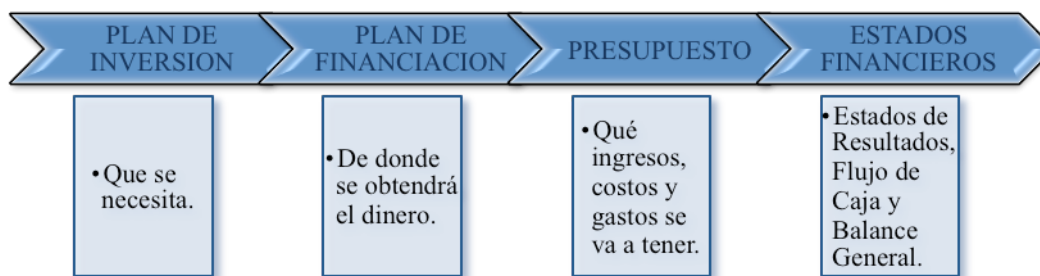 PLAN DE
INVERSION
PLAN DE
FINANCIACION
PRESUPUESTO
ESTADOS
FINANCIEROS
•Que se
necesita.
•De donde
se obtendrá
el dinero.
•Qué
ingresos,
costos y
gastos se
va a tener.
•Estados de
Resultados,
Flujo de
Caja y
Balance
General.